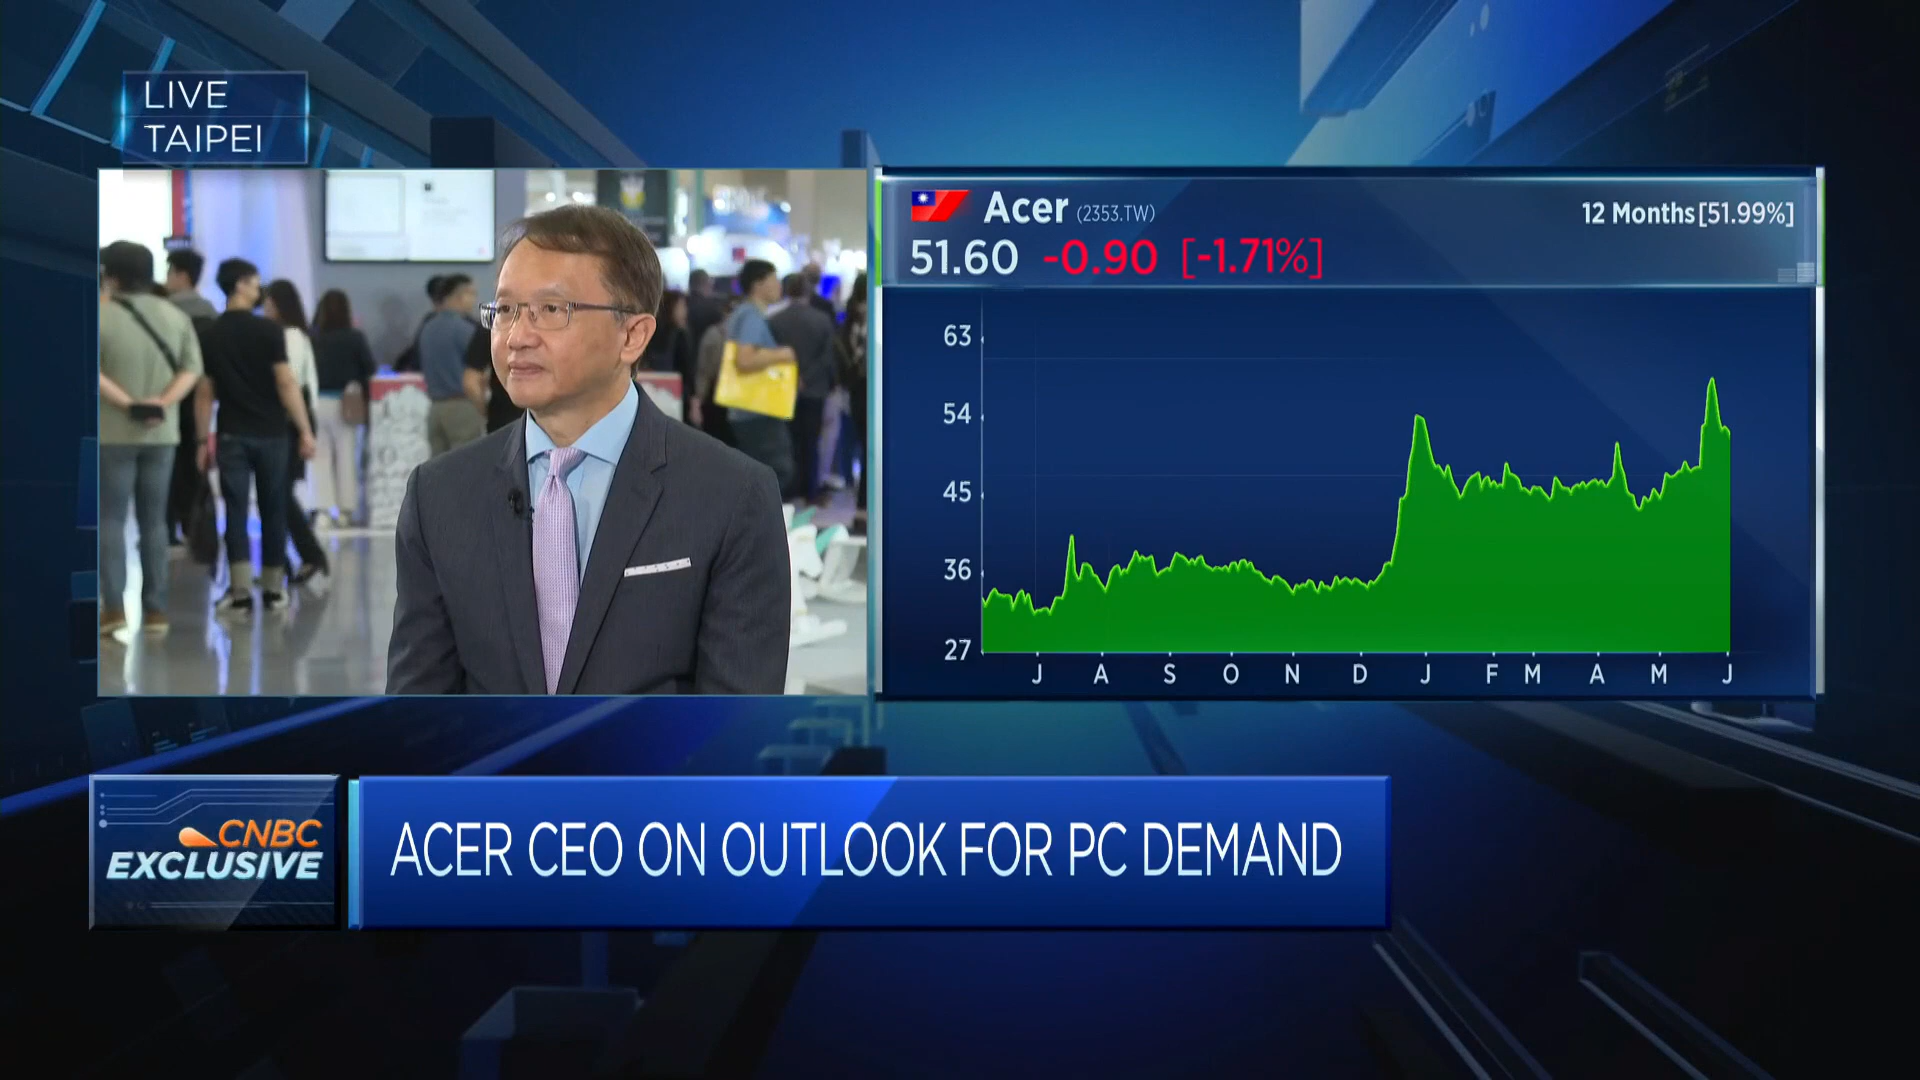 LIVE
TAIPEI
Acer (2353.TW)
12 Months[51.99%]
51.60 -0.90 [-1.71%]
63
54
45
36
27
J A S O N D J F M A M J
CNBC
EXCLUSIVE
ACER CEO ON OUTLOOK FOR PC DEMAND